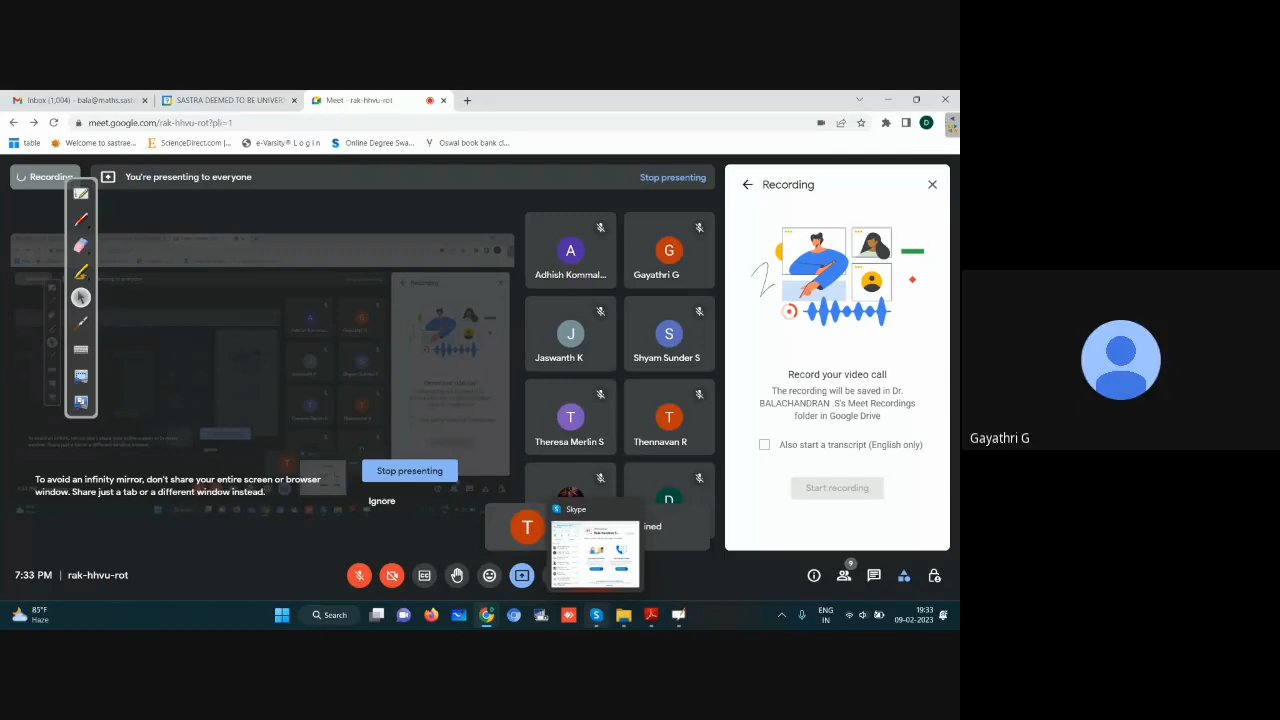 Inbox (1,004) - bala@maths.sast
SASTRA DEEMED TO BE UNIVER
Meet - rak-hhvu-rot
meet.google.com/rak-hhvu-rot?pli=1
D
table
Welcome to sastrae...
ScienceDirect.com |...
e-Varsity ' L o g i n
Online Degree Swa...
Oswal book bank cl...
Recording
You're presenting to everyone
Stop presenting
Recording
A
Adhish Kommal...
G
Gayathri G
J
Jaswanth K
S
Shyam Sunder S
T
Theresa Merlin S
T
Thennavan R
D
Record your video call
The recording will be saved in Dr.
BALACHANDRAN .S's Meet Recordings
folder in Google Drive
Also start a transcript (English only)
Start recording
To avoid an infinity mirror, don't share your entire screen or browser
window. Share just a tab or a different window instead.
Stop presenting
Ignore
T
Skype
ined
Gayathri G
7:33 PM | rak-hhvu-rot
9
85°F
Haze
Search
ENG
IN
19:33
09-02-2023